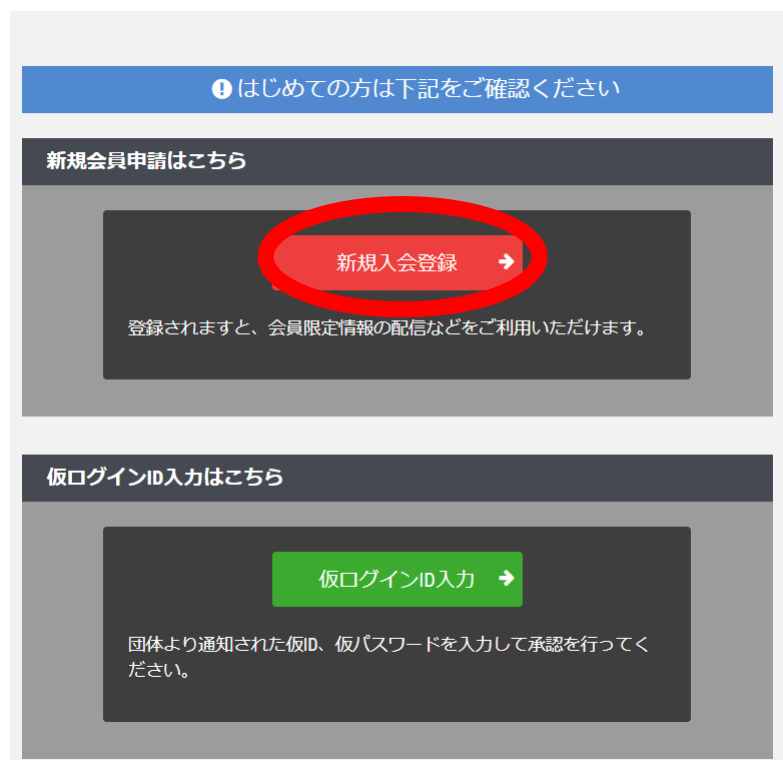 はじめての方は下記をご確認ください
新規会員申請はこちら
新規入会登録
登録されますと、会員限定情報の配信などをご利用いただけます。
仮ログインID入力はこちら
仮ログインID入力
団体より通知された仮ID、仮パスワードを入力して承認を行ってく
ださい。